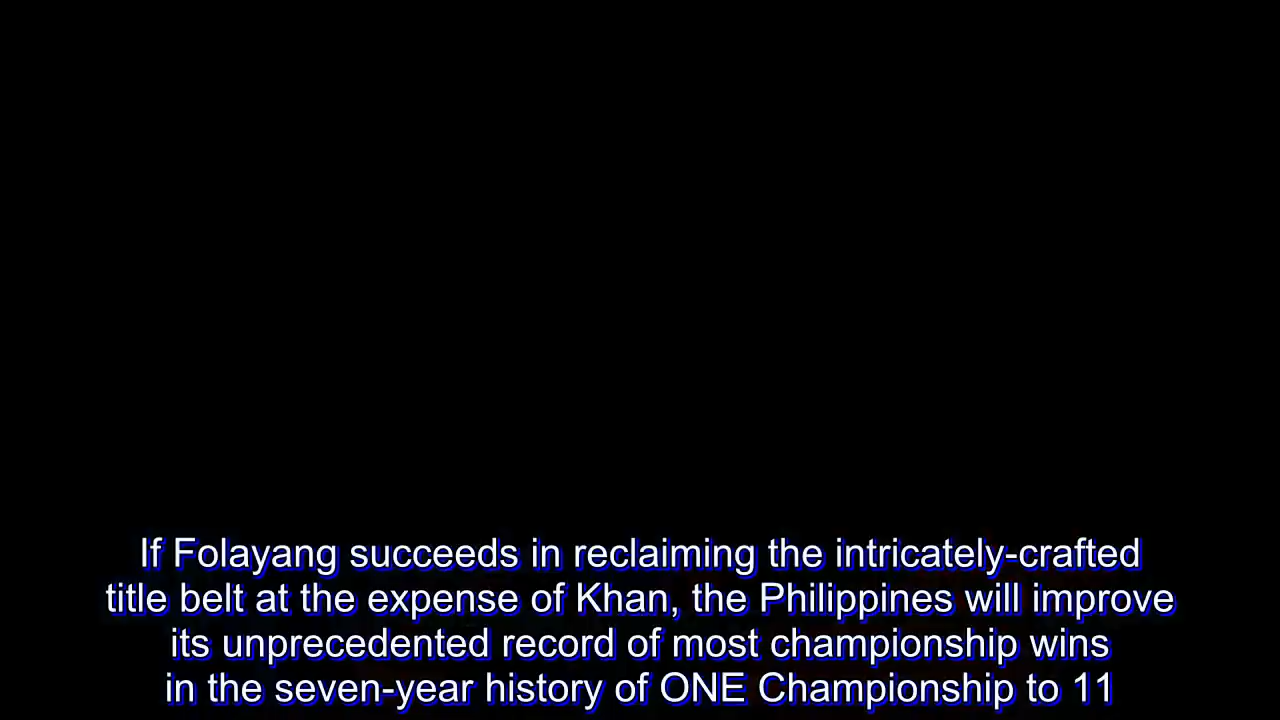 If Folayang succeeds in reclaiming the intricately-crafted
title belt at the expense of Khan, the Philippines will improve
its unprecedented record of most championship wins
in the seven-year history of ONE Championship to 11